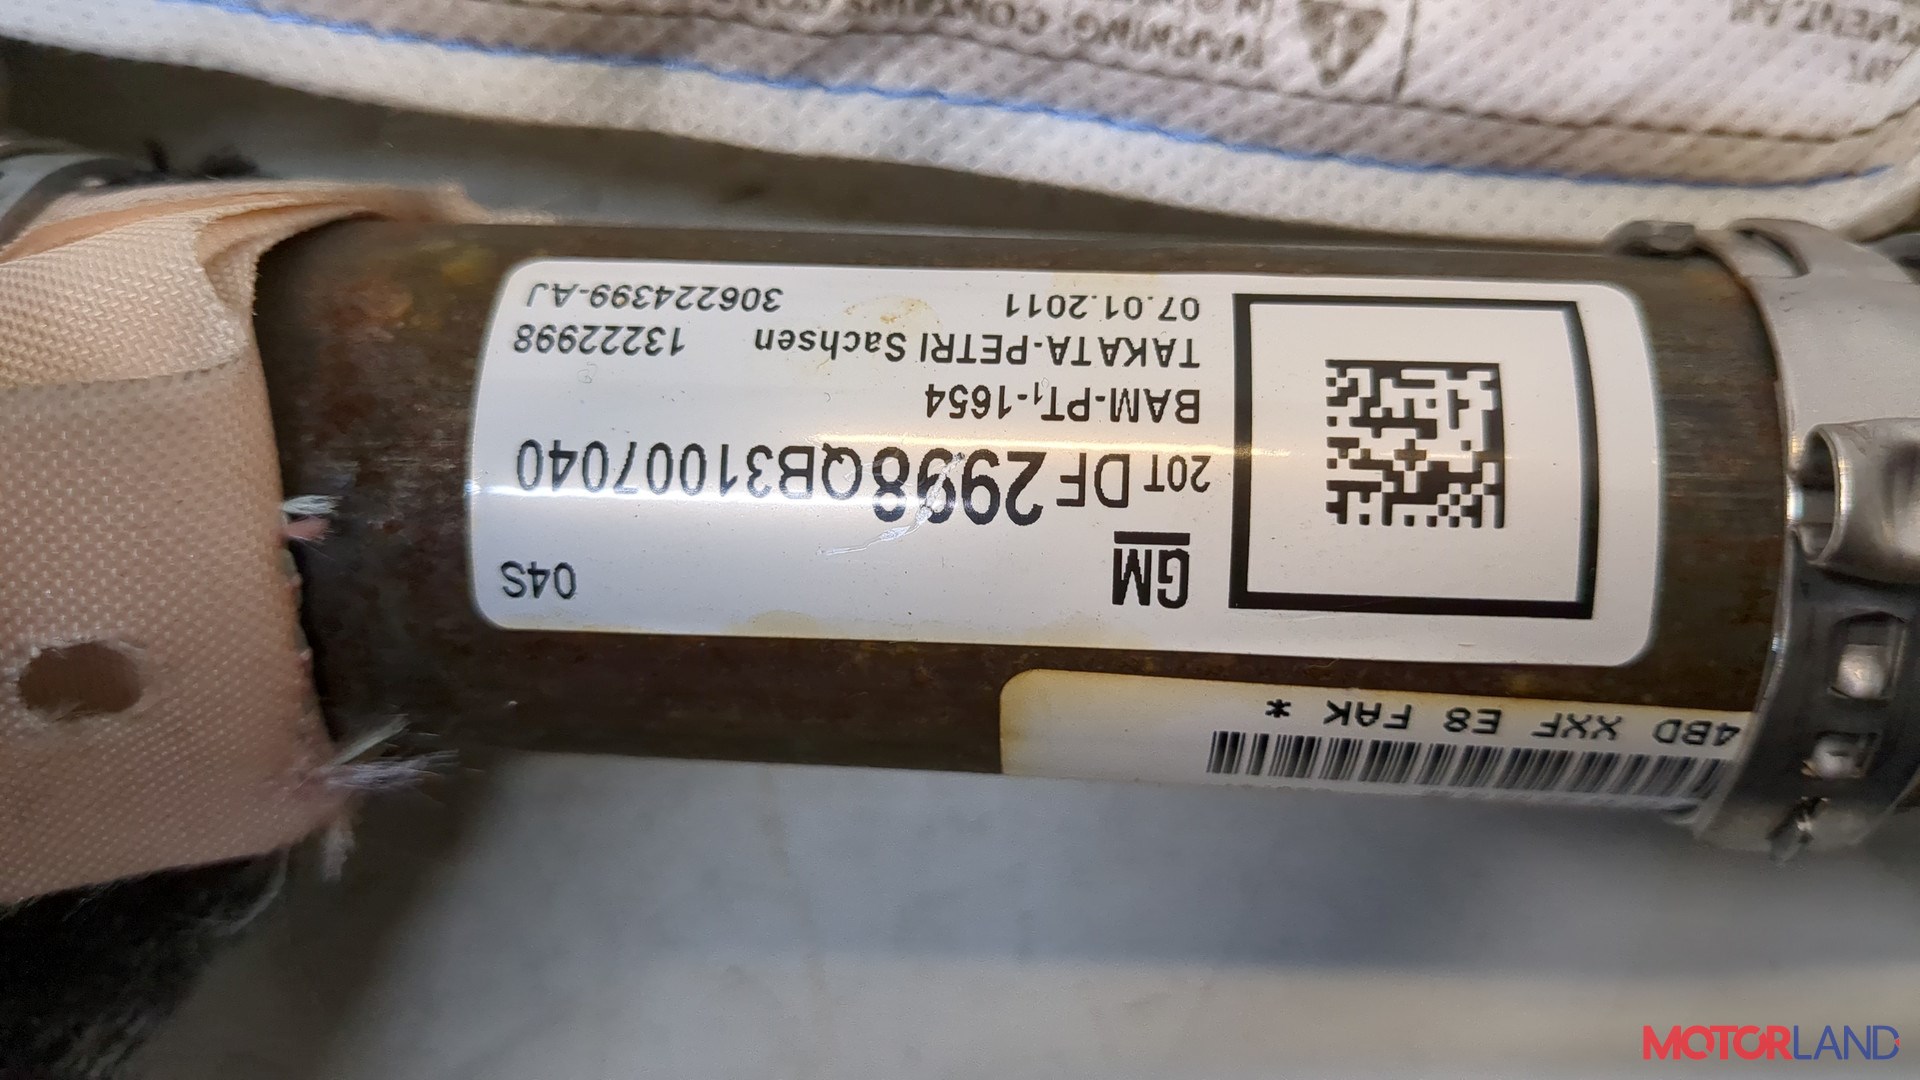 04S
GM
20T DF2998QB31007040
BAM-PT1-1654
TAKATA-PETRI Sachsen 13222998
07.01.2011 306224399-AJ
4BD XXF E8 FAK *
WARNING:
MOTORLAND